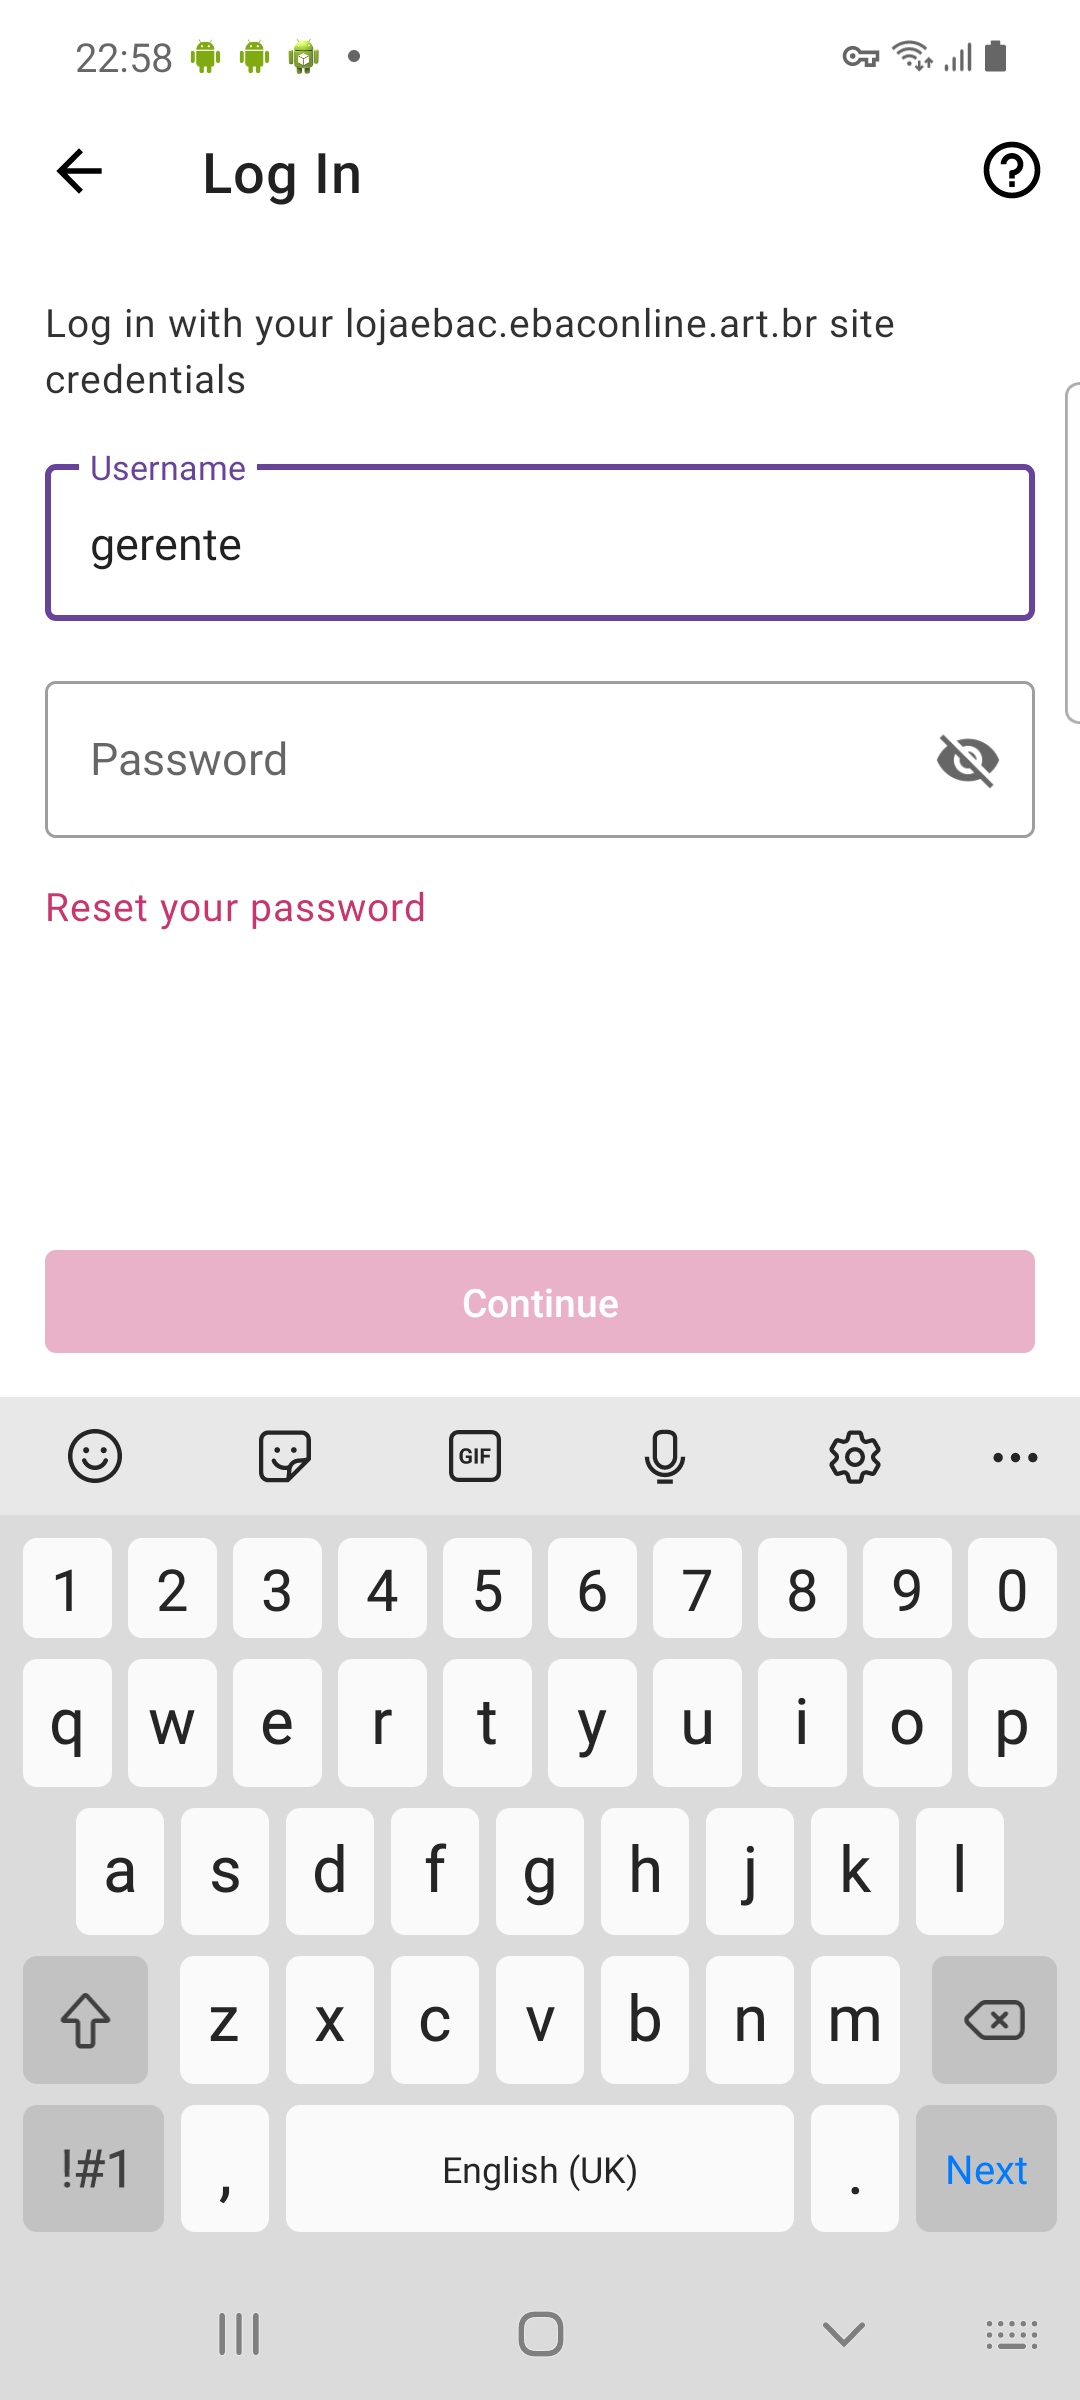 22:58
Log In
Log in with your lojaebac.ebaconline.art.br site
credentials
Username
gerente
Password
Reset your password
Continue
GIF
1 2 3 4 5 6 7 8 9 0
q w e r t y u i o p
a s d f g h j k l
z x c v b n m
!#1 , English (UK) . Next